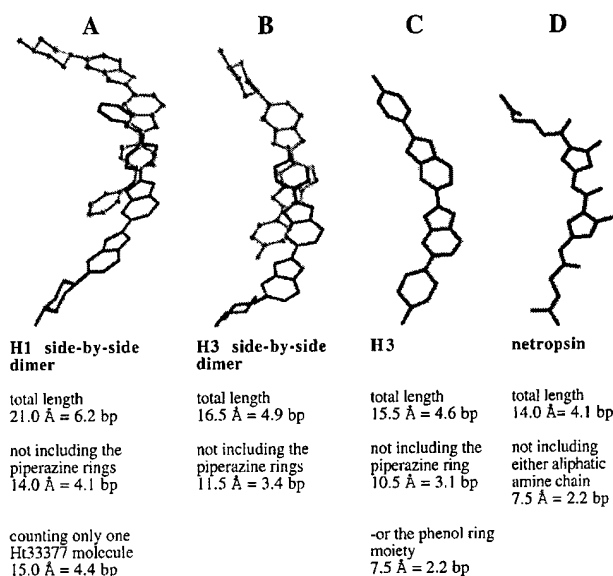 A
B
C
D
H1 side-by-side
dimer
total length
21.0 Å = 6.2 bp
not including the
piperazine rings
14.0 Å = 4.1 bp
counting only one
Ht33377 molecule
15.0 Å = 4.4 bp
H3 side-by-side
dimer
total length
16.5 Å = 4.9 bp
not including the
piperazine rings
11.5 Å = 3.4 bp
H3
total length
15.5 Å = 4.6 bp
not including the
piperazine ring
10.5 Å = 3.1 bp
-or the phenol ring
moiety
7.5 Å = 2.2 bp
netropsin
total length
14.0 Å= 4.1 bp
not including
either aliphatic
amine chain
7.5 Å = 2.2 bp